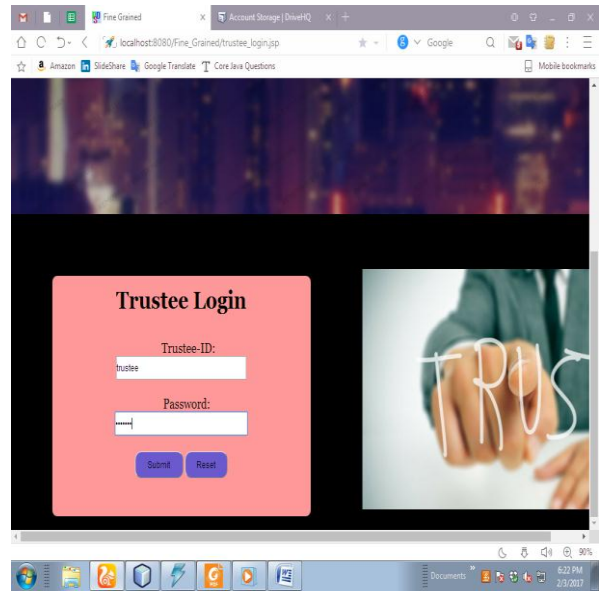 Fine Grained
Account Storage | DriveHQ
localhost:8080/Fine_Grained/trustee_login.jsp
Google
Amazon
SlideShare
Google Translate
Core Java Questions
Mobile bookmarks
Trustee Login
Trustee-ID:
trustee
Password:
Submit
Reset
TRUS
90%
Documents
6:22 PM
2/3/2017